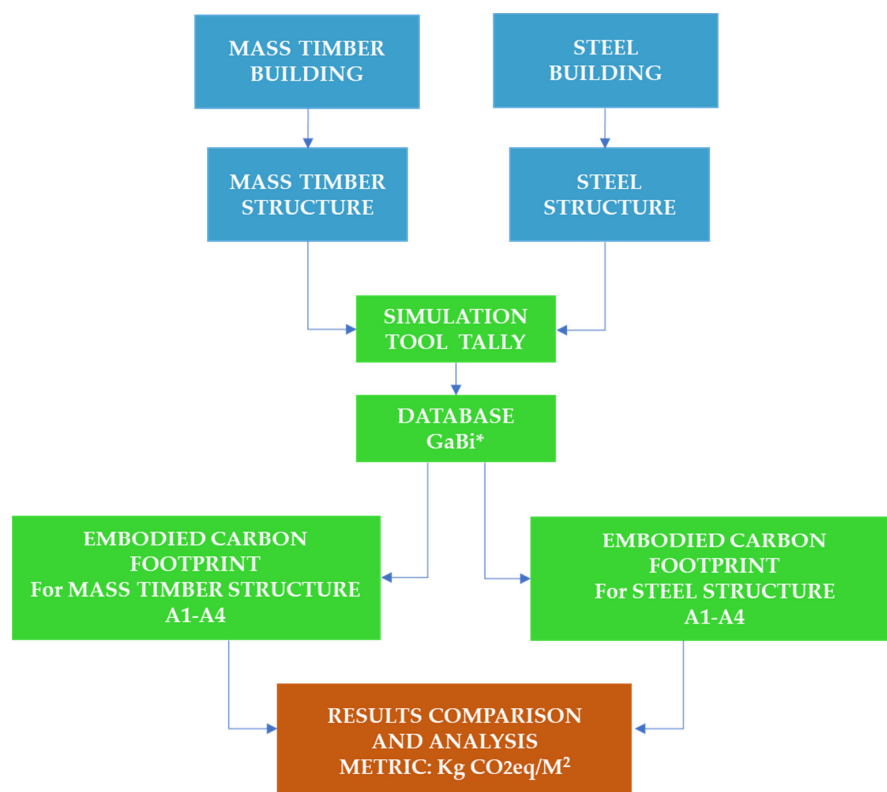 MASS TIMBER
BUILDING
STEEL
BUILDING
MASS TIMBER
STRUCTURE
STEEL
STRUCTURE
SIMULATION
TOOL TALLY
DATABASE
GaBi*
EMBODIED CARBON
FOOTPRINT
For MASS TIMBER STRUCTURE
A1-A4
EMBODIED CARBON
FOOTPRINT
For STEEL STRUCTURE
A1-A4
RESULTS COMPARISON
AND ANALYSIS
METRIC: Kg CO2eq/M²